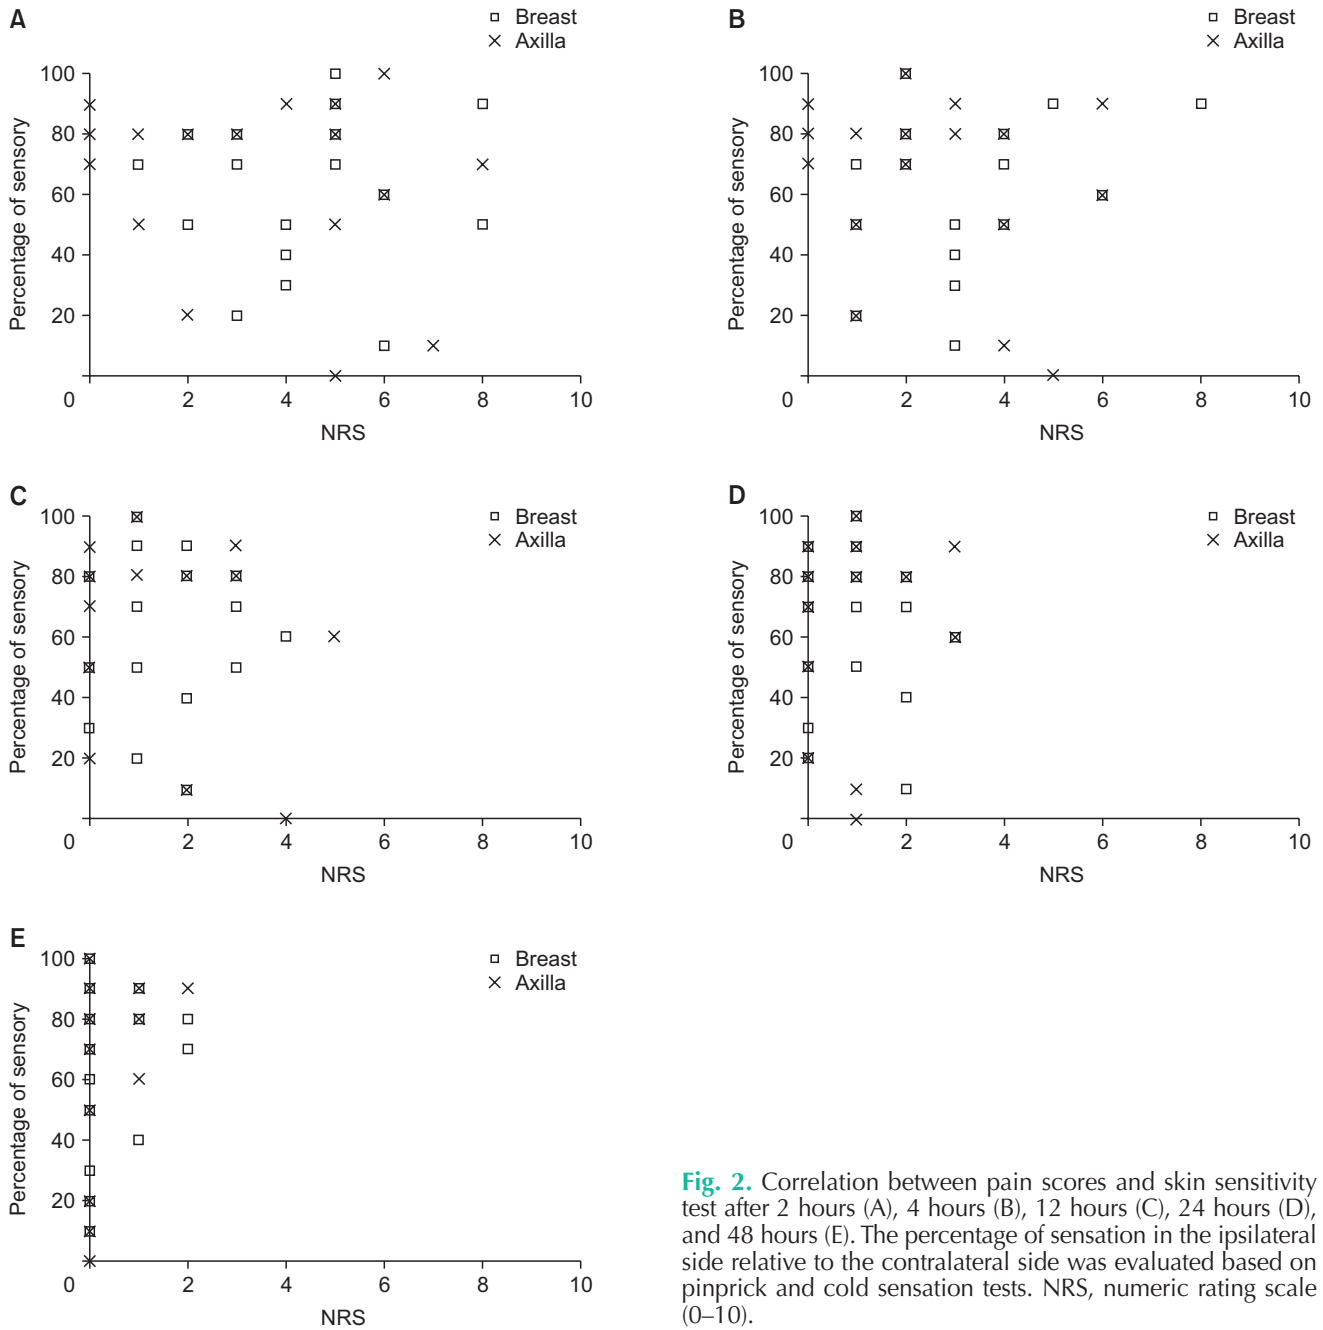 A
Breast
Axilla
100
80
60
40
20
0
2
4
6
8
10
Percentage of sensory
NRS
B
Breast
Axilla
100
80
60
40
20
0
2
4
6
8
10
Percentage of sensory
NRS
C
Breast
Axilla
100
80
60
40
20
0
2
4
6
8
10
Percentage of sensory
NRS
D
Breast
Axilla
100
80
60
40
20
0
2
4
6
8
10
Percentage of sensory
NRS
E
Breast
Axilla
100
80
60
40
20
0
2
4
6
8
10
Percentage of sensory
NRS
Fig. 2. Correlation between pain scores and skin sensitivity
test after 2 hours (A), 4 hours (B), 12 hours (C), 24 hours (D),
and 48 hours (E). The percentage of sensation in the ipsilateral
side relative to the contralateral side was evaluated based on
pinprick and cold sensation tests. NRS, numeric rating scale
(0–10).